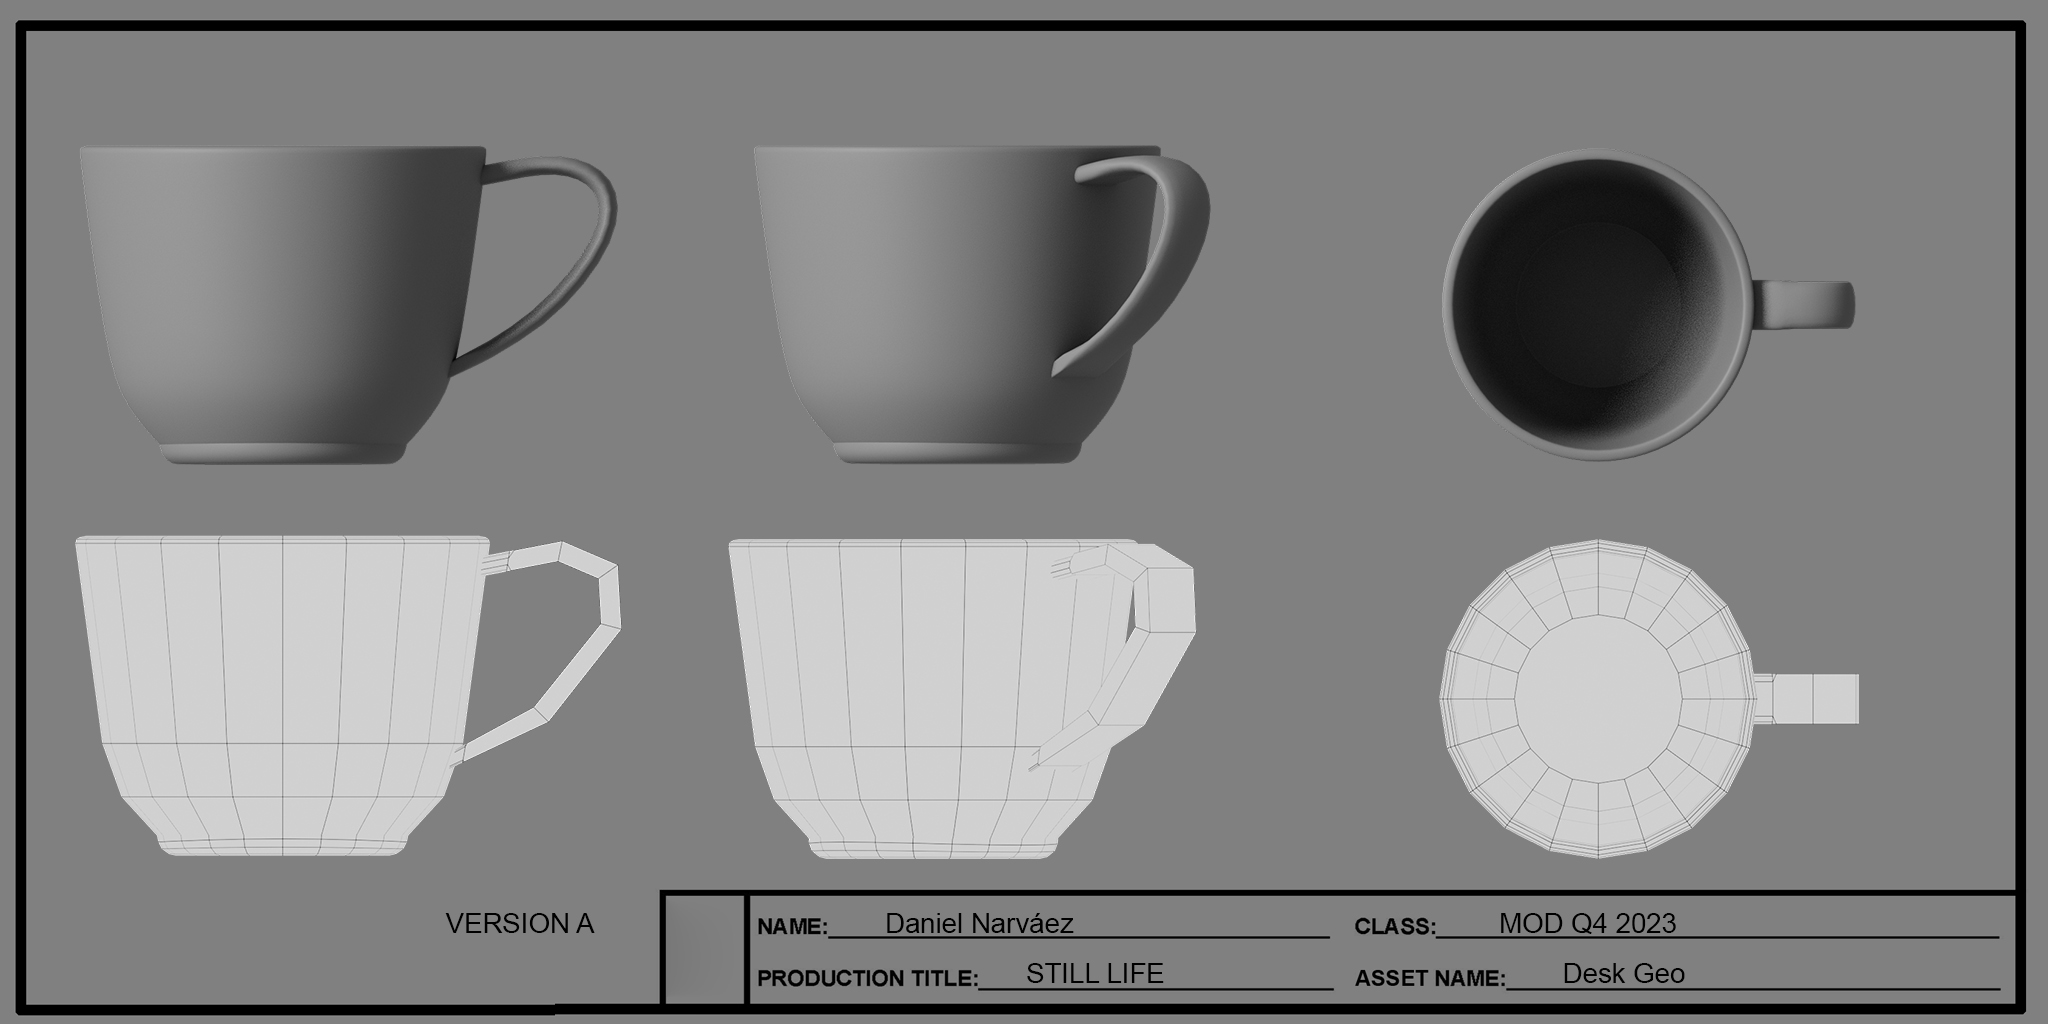 VERSION A
NAME: Daniel Narváez CLASS: MOD Q4 2023
PRODUCTION TITLE: STILL LIFE ASSET NAME: Desk Geo